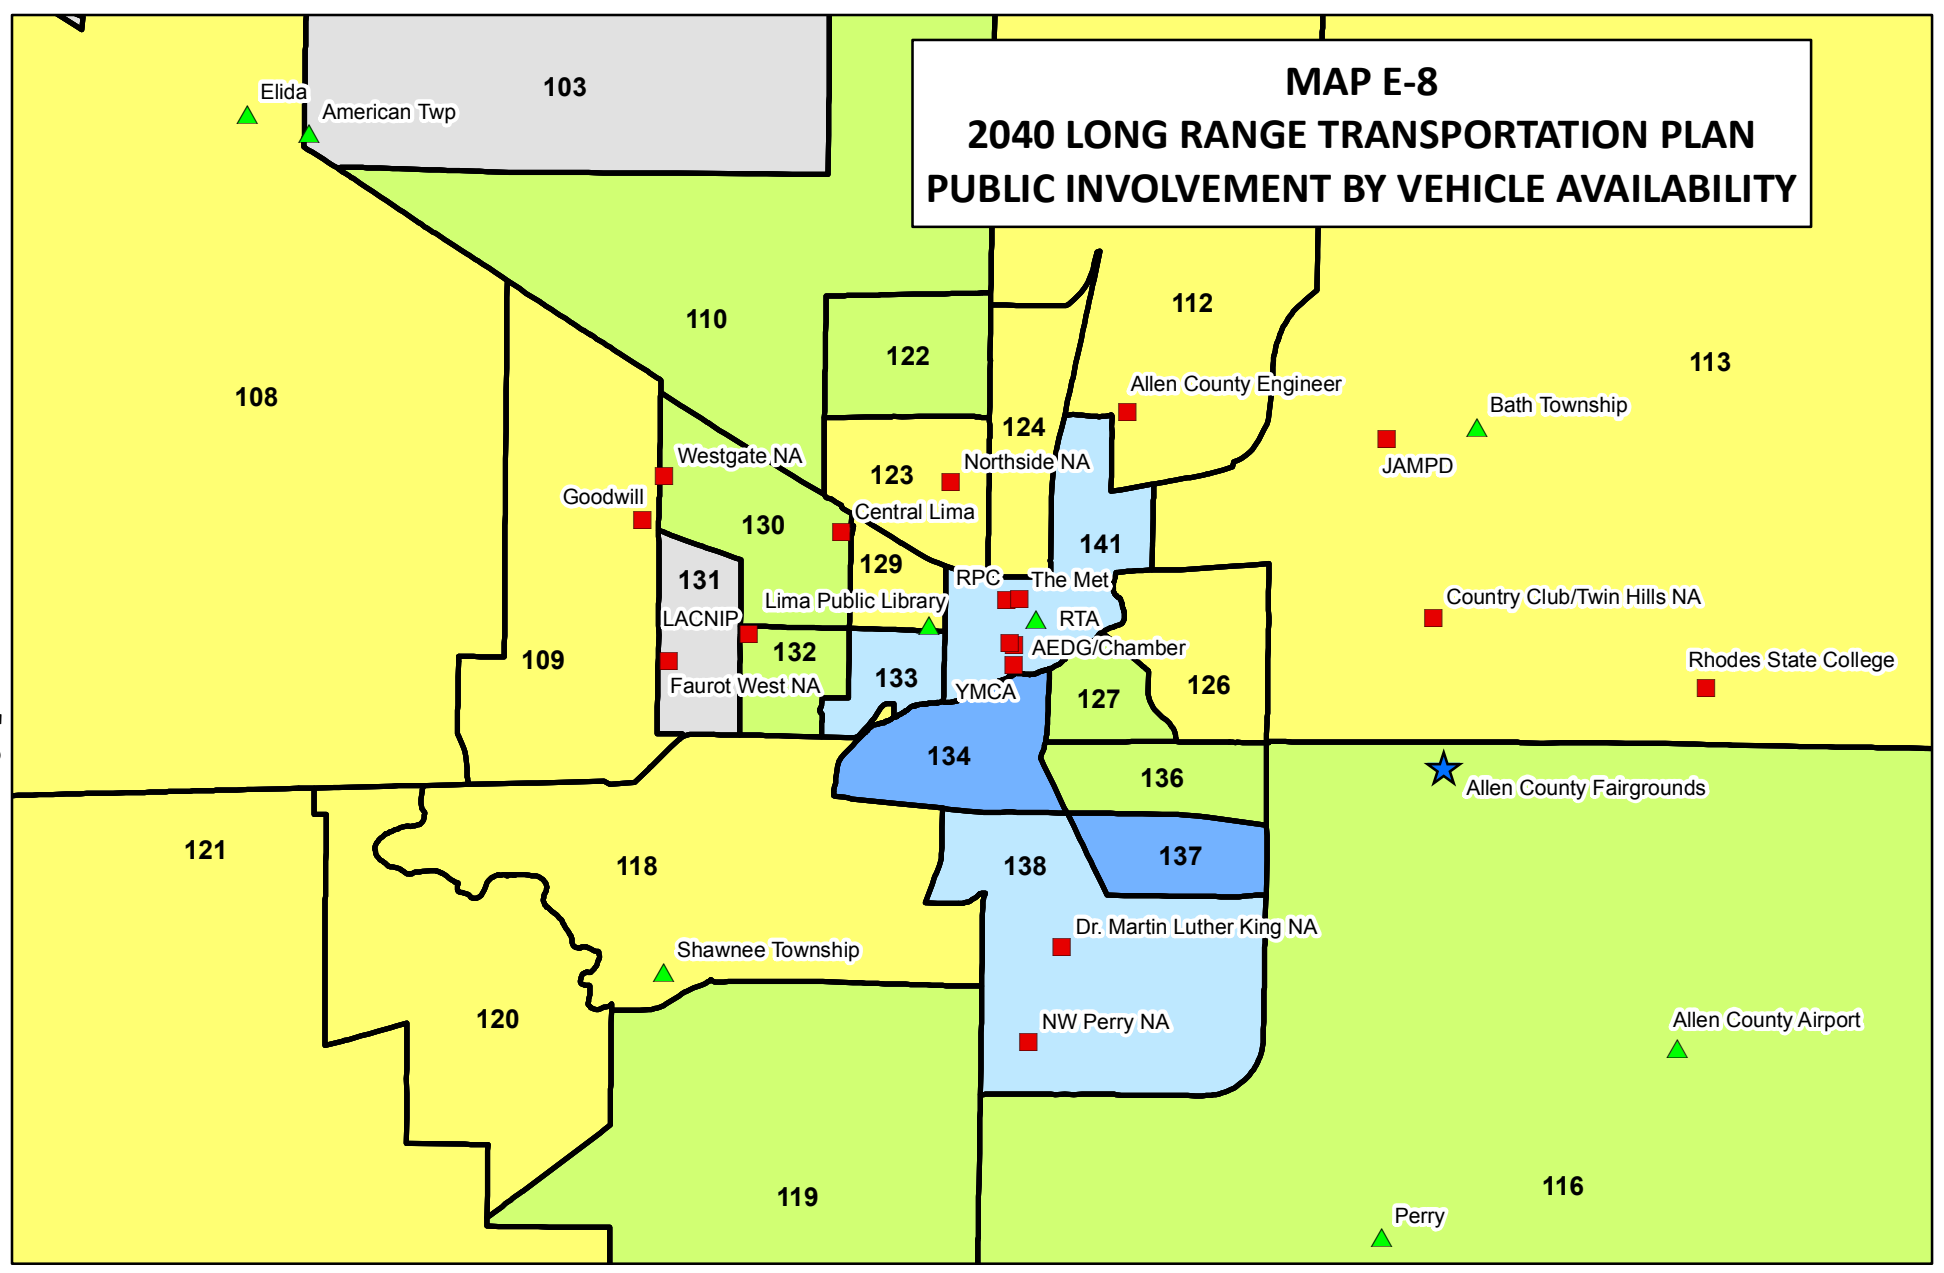 MAP E-8
2040 LONG RANGE TRANSPORTATION PLAN
PUBLIC INVOLVEMENT BY VEHICLE AVAILABILITY
103
Elida
American Twp
112
110
122
113
Allen County Engineer
108
Bath Township
124
Westgate NA
Northside NA
JAMPD
123
Goodwill
Central Lima
130
141
129
RPC
The Met
131
Country Club/Twin Hills NA
Lima Public Library
LACNIP
RTA
AEDG/Chamber
132
109
Rhodes State College
133
Faurot West NA
126
YMCA
127
134
136
Allen County Fairgrounds
121
137
118
138
Dr. Martin Luther King NA
Shawnee Township
120
NW Perry NA
Allen County Airport
116
119
Perry